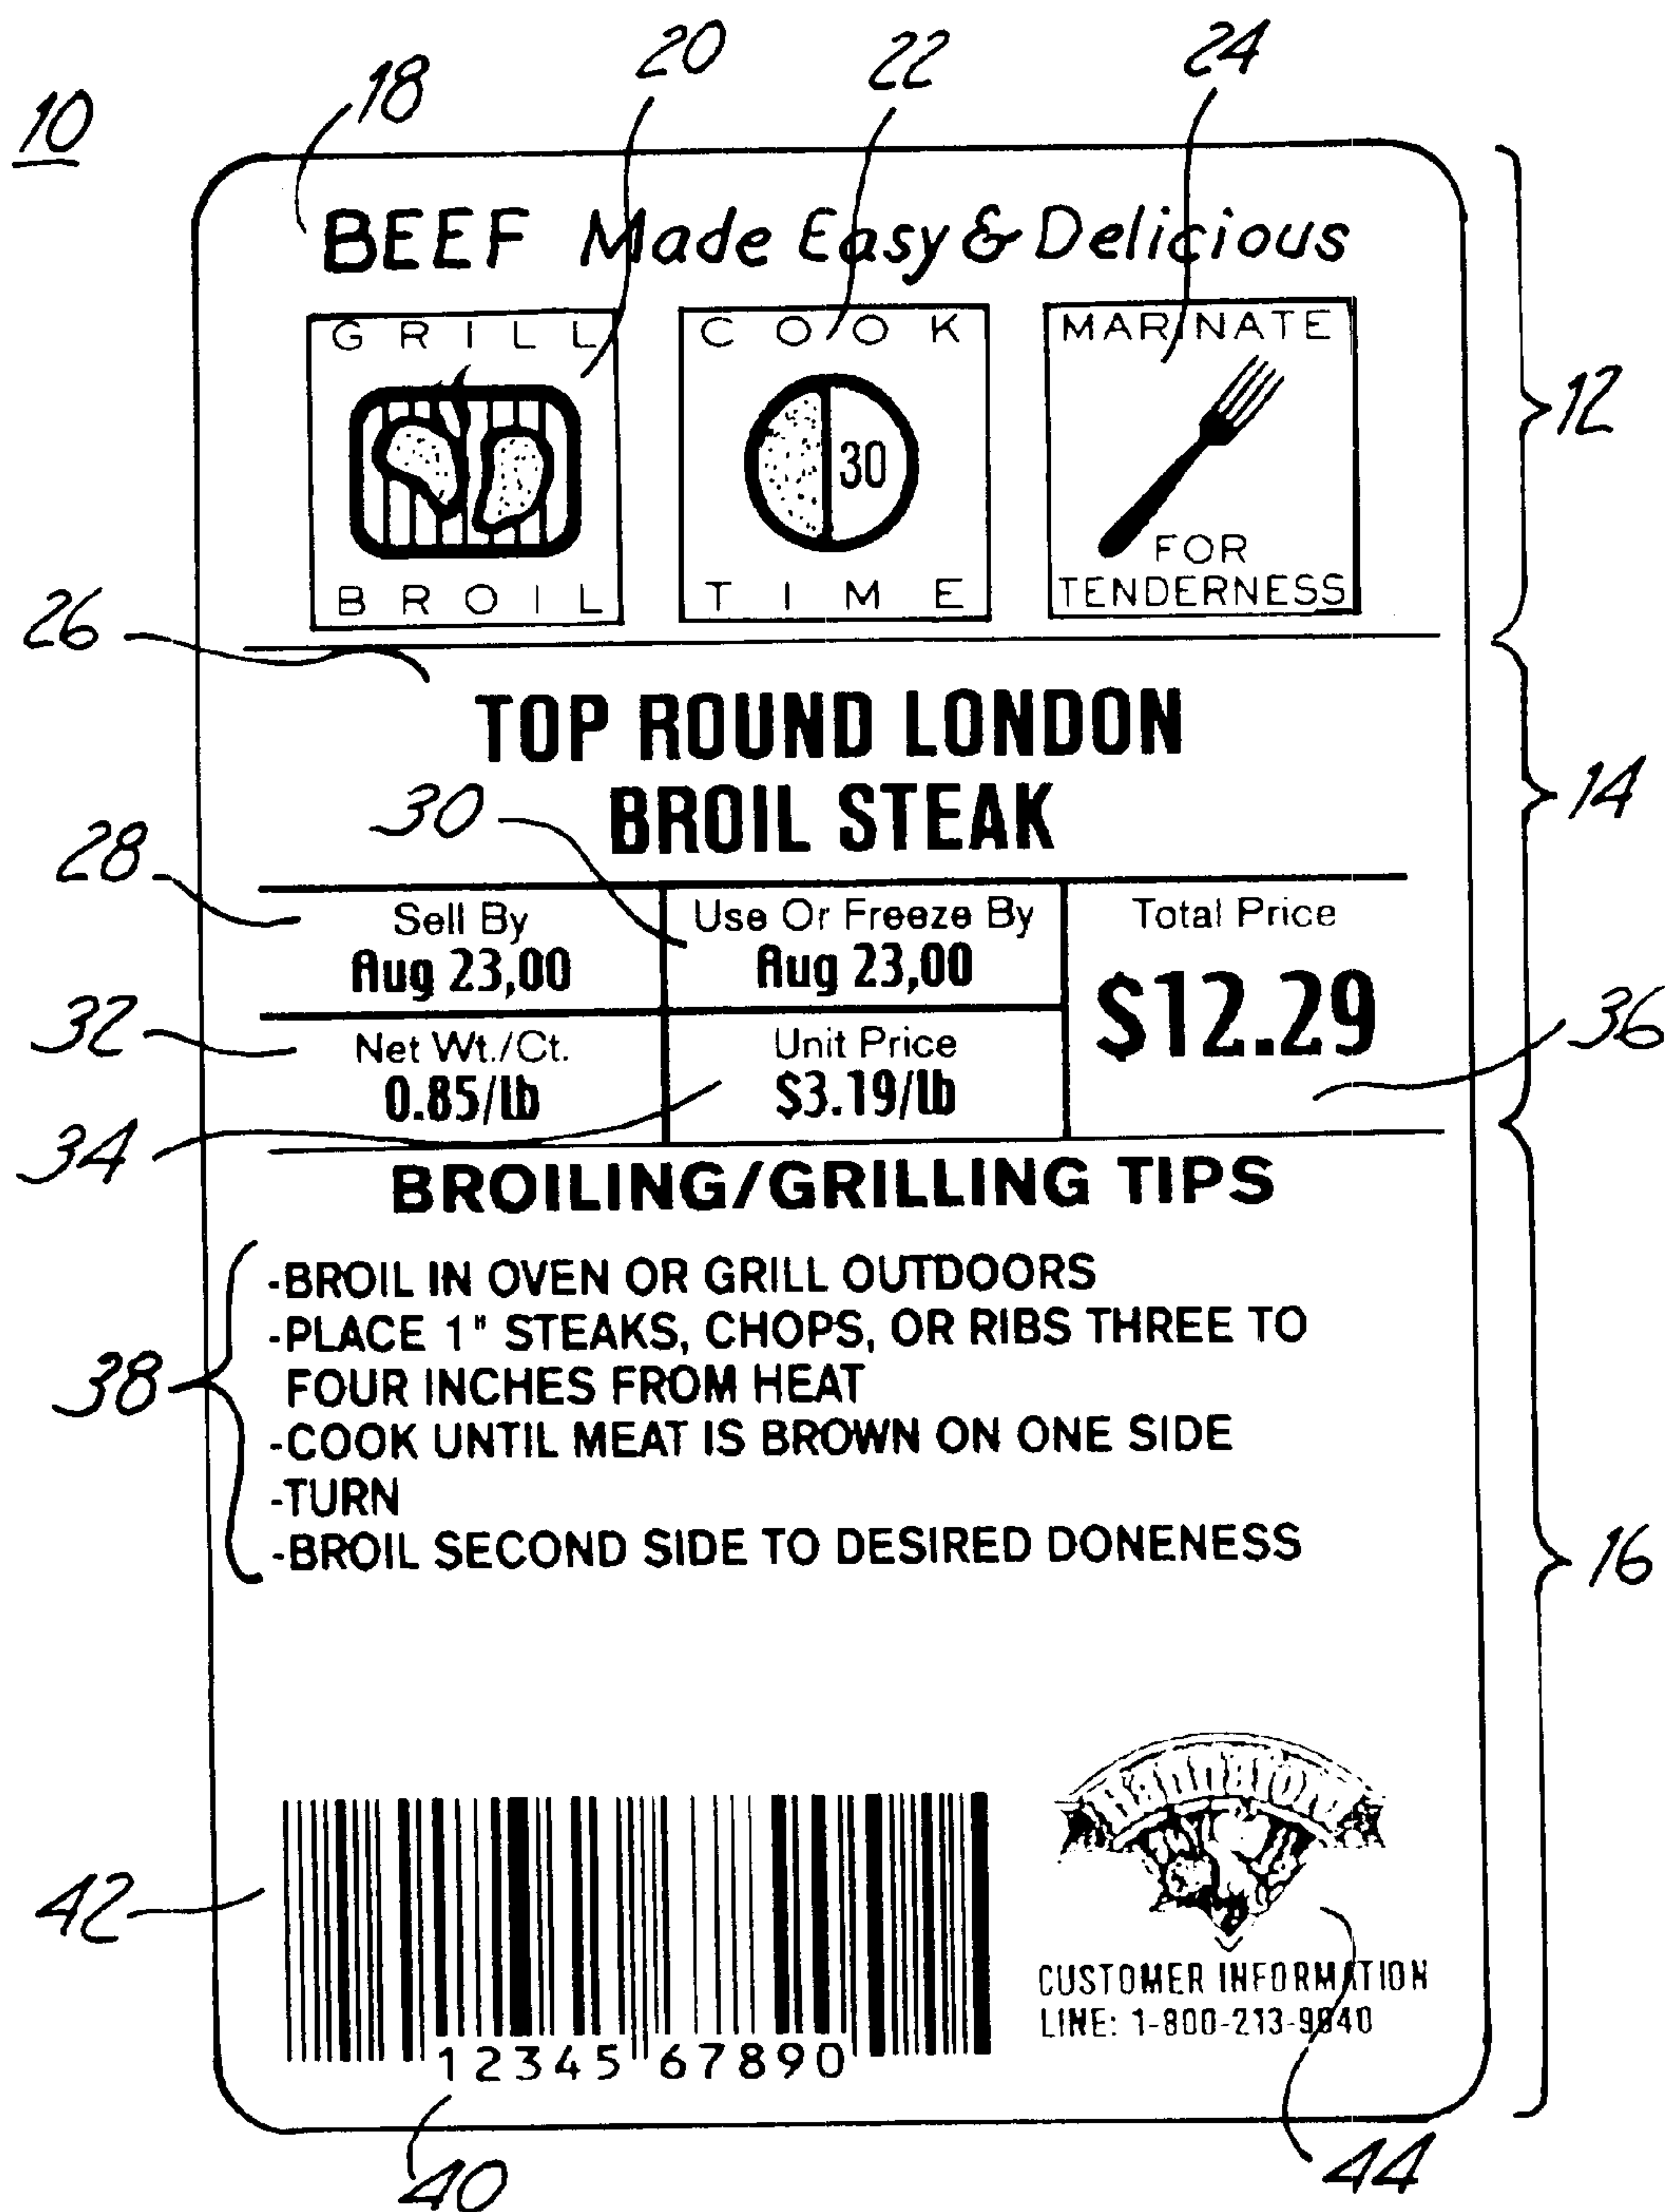 10
18
20
22
24
BEEF Made Easy & Delicious
GRILL
BROIL
COOK
30
TIME
MARINATE
FOR
TENDERNESS
12
26
TOP ROUND LONDON
BROIL STEAK
14
30
28
Sell By
Aug 23,00
Use Or Freeze By
Aug 23,00
Total Price
$12.29
32
Net Wt./Ct.
0.85/lb
Unit Price
$3.19/lb
36
34
BROILING/GRILLING TIPS
38
-BROIL IN OVEN OR GRILL OUTDOORS
-PLACE 1" STEAKS, CHOPS, OR RIBS THREE TO
FOUR INCHES FROM HEAT
-COOK UNTIL MEAT IS BROWN ON ONE SIDE
-TURN
-BROIL SECOND SIDE TO DESIRED DONENESS
16
42
12345 67890
CUSTOMER INFORMATION
LINE: 1-800-213-9040
40
44